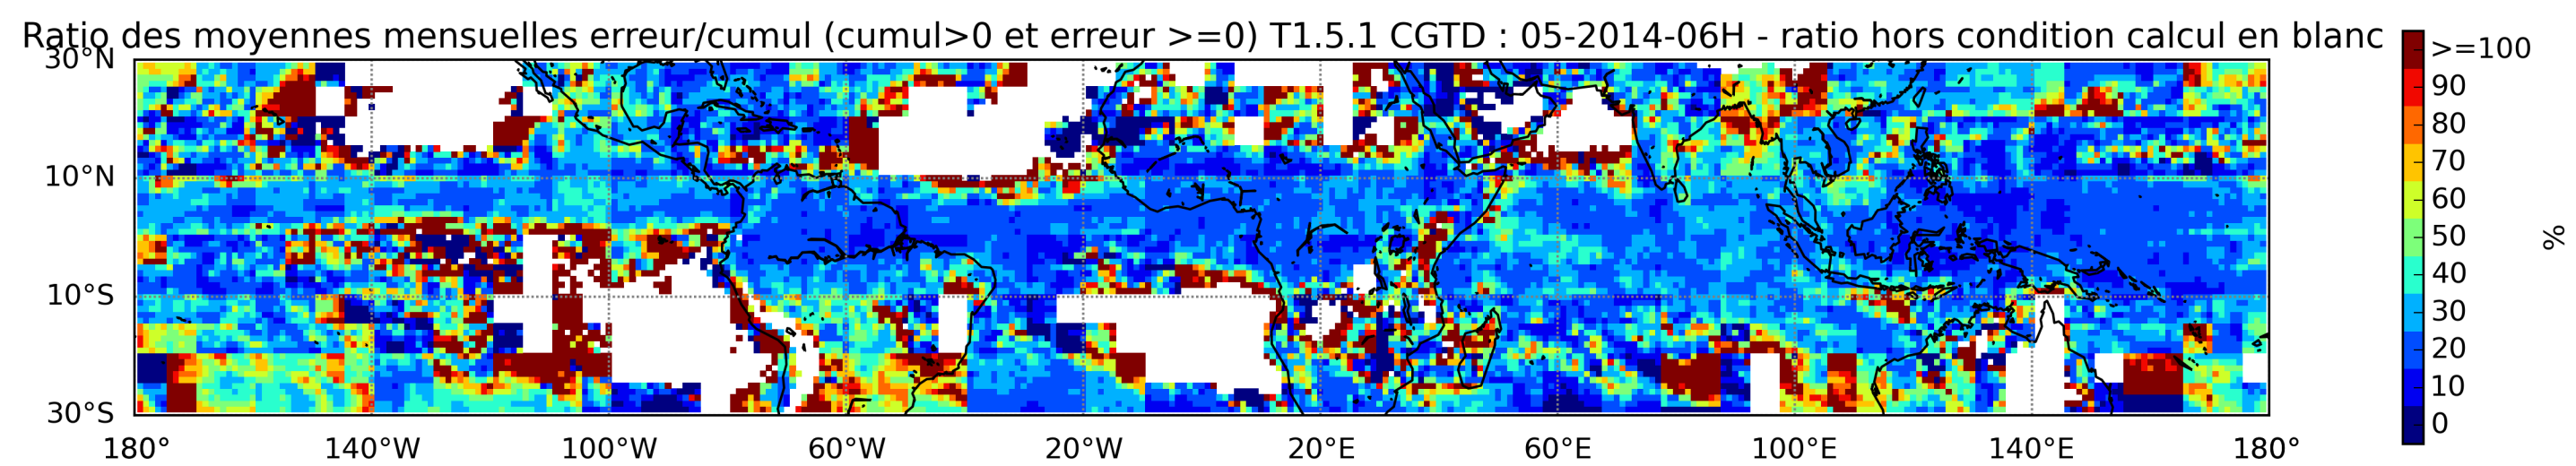 Ratio des moyennes mensuelles erreur/cumul (cumul>0 et erreur >=0) T1.5.1 CGTD : 05-2014-06H - ratio hors condition calcul en blanc
30°N
10°N
10°S
30°S
180°
140°W
100°W
60°W
20°W
20°E
60°E
100°E
140°E
180°
>=100
90
80
70
60
50
40
30
20
10
0
%